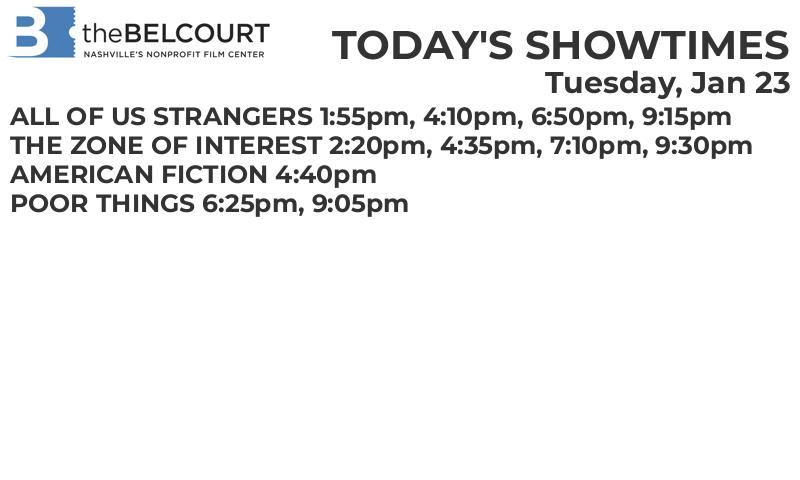 theBELCOURT
NASHVILLE'S NONPROFIT FILM CENTER
TODAY'S SHOWTIMES
Tuesday, Jan 23
ALL OF US STRANGERS 1:55pm, 4:10pm, 6:50pm, 9:15pm
THE ZONE OF INTEREST 2:20pm, 4:35pm, 7:10pm, 9:30pm
AMERICAN FICTION 4:40pm
POOR THINGS 6:25pm, 9:05pm